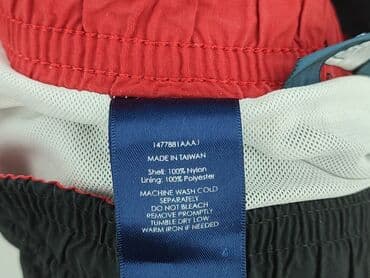 1477881AAA1
MADE IN TAIWAN
Shell: 100% Nylon
Lining: 100% Polyester
MACHINE WASH COLD
SEPARATELY
DO NOT BLEACH
REMOVE PROMPTLY
TUMBLE DRY LOW
WARM IRON IF NEEDED